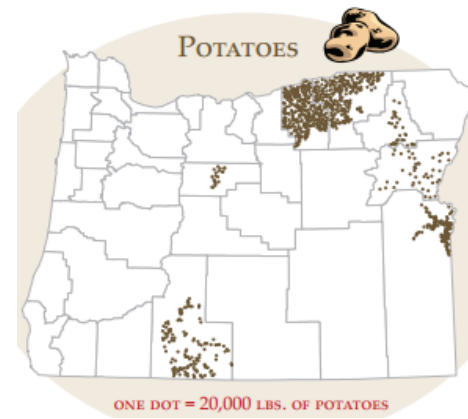 POTATOES
ONE DOT = 20,000 LBS. OF POTATOES